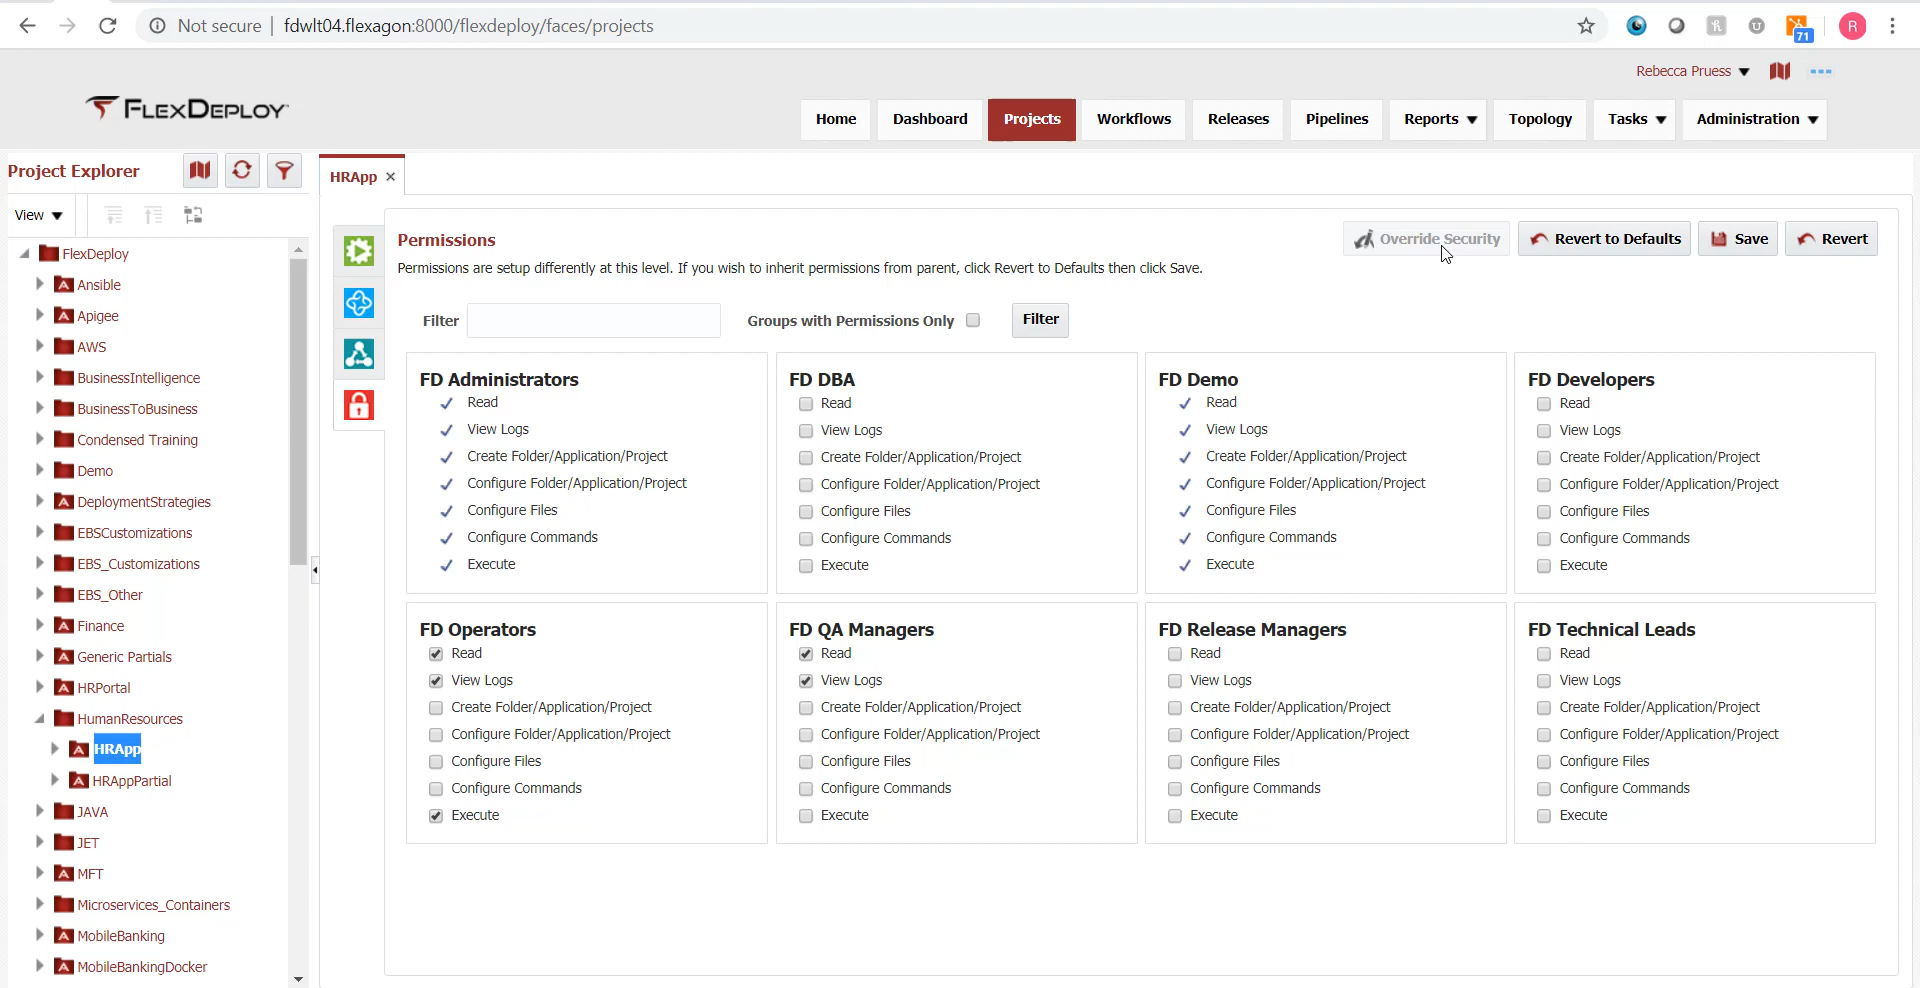 Not secure | fdwlt04.flexagon:8000/flexdeploy/faces/projects
71
R
Rebecca Pruess
FLEXDEPLOY
Home
Dashboard
Projects
Workflows
Releases
Pipelines
Reports
Topology
Tasks
Administration
Project Explorer
View
FlexDeploy
Ansible
Apigee
AWS
BusinessIntelligence
BusinessToBusiness
Condensed Training
Demo
DeploymentStrategies
EBSCustomizations
EBS_Customizations
EBS_Other
Finance
Generic Partials
HRPortal
HumanResources
HRApp
HRAppPartial
JAVA
JET
MFT
Microservices_Containers
MobileBanking
MobileBankingDocker
HRApp
Permissions
Override Security
Revert to Defaults
Save
Revert
Permissions are setup differently at this level. If you wish to inherit permissions from parent, click Revert to Defaults then click Save.
Filter
Groups with Permissions Only
Filter
FD Administrators
Read
View Logs
Create Folder/Application/Project
Configure Folder/Application/Project
Configure Files
Configure Commands
Execute
FD DBA
Read
View Logs
Create Folder/Application/Project
Configure Folder/Application/Project
Configure Files
Configure Commands
Execute
FD Demo
Read
View Logs
Create Folder/Application/Project
Configure Folder/Application/Project
Configure Files
Configure Commands
Execute
FD Developers
Read
View Logs
Create Folder/Application/Project
Configure Folder/Application/Project
Configure Files
Configure Commands
Execute
FD Operators
Read
View Logs
Create Folder/Application/Project
Configure Folder/Application/Project
Configure Files
Configure Commands
Execute
FD QA Managers
Read
View Logs
Create Folder/Application/Project
Configure Folder/Application/Project
Configure Files
Configure Commands
Execute
FD Release Managers
Read
View Logs
Create Folder/Application/Project
Configure Folder/Application/Project
Configure Files
Configure Commands
Execute
FD Technical Leads
Read
View Logs
Create Folder/Application/Project
Configure Folder/Application/Project
Configure Files
Configure Commands
Execute